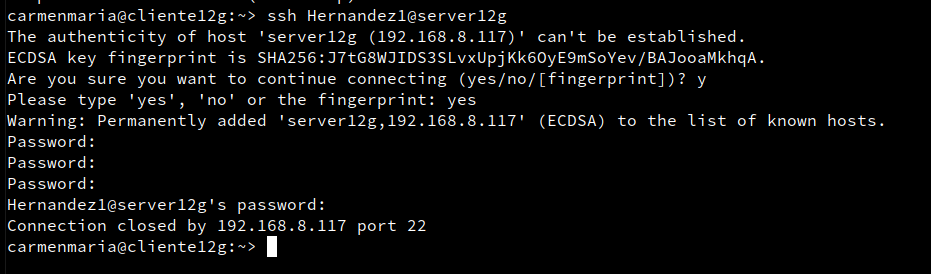 carmenmaria@cliente12g:~> ssh Hernandez1@server12g
The authenticity of host 'server12g (192.168.8.117)' can't be established.
ECDSA key fingerprint is SHA256:J7tG8WJIDS3SLvxUpjKk6OyE9mSoYev/BAJooaMkhqA.
Are you sure you want to continue connecting (yes/no/[fingerprint])? y
Please type 'yes', 'no' or the fingerprint: yes
Warning: Permanently added 'server12g,192.168.8.117' (ECDSA) to the list of known hosts.
Password:
Password:
Password:
Hernandez1@server12g's password:
Connection closed by 192.168.8.117 port 22
carmenmaria@cliente12g:~>